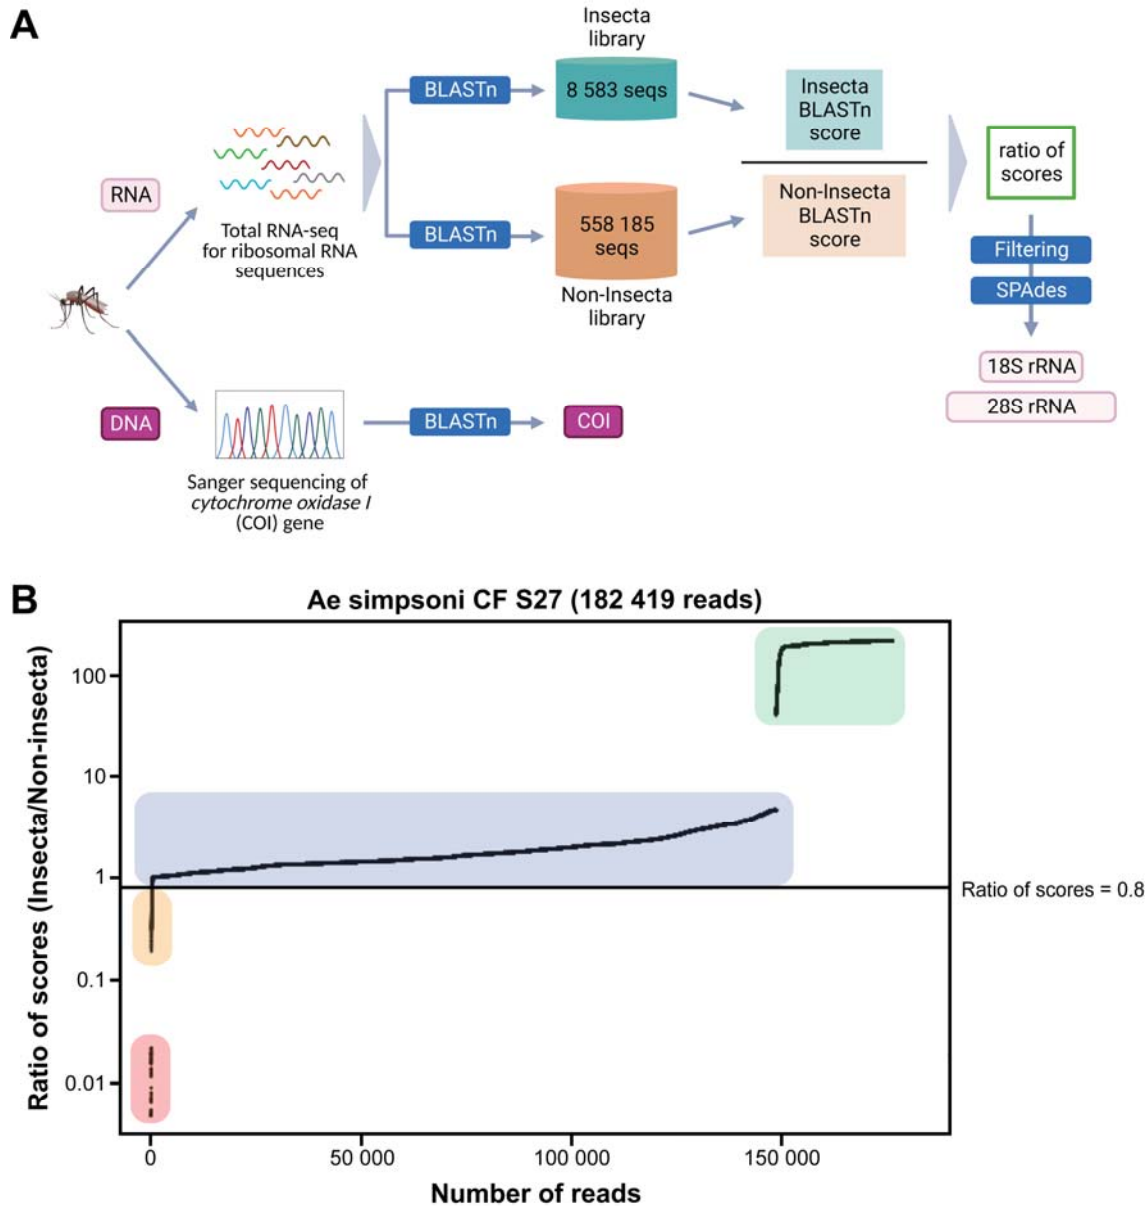 A
Insecta
library
BLASTn
8 583 seqs
Insecta
BLASTn
score
ratio of
scores
RNA
Total RNA-seq
for ribosomal RNA
sequences
BLASTn
558 185
seqs
Non-Insecta
library
Non-Insecta
BLASTn
score
Filtering
SPAdes
18S rRNA
28S rRNA
DNA
BLASTn
COI
Sanger sequencing of
cytochrome oxidase I
(COI) gene
B
Ae simpsoni CF S27 (182 419 reads)
Ratio of scores (Insecta/Non-insecta)
100
10
1
0.1
0.01
Ratio of scores = 0.8
0
50 000
100 000
150 000
Number of reads